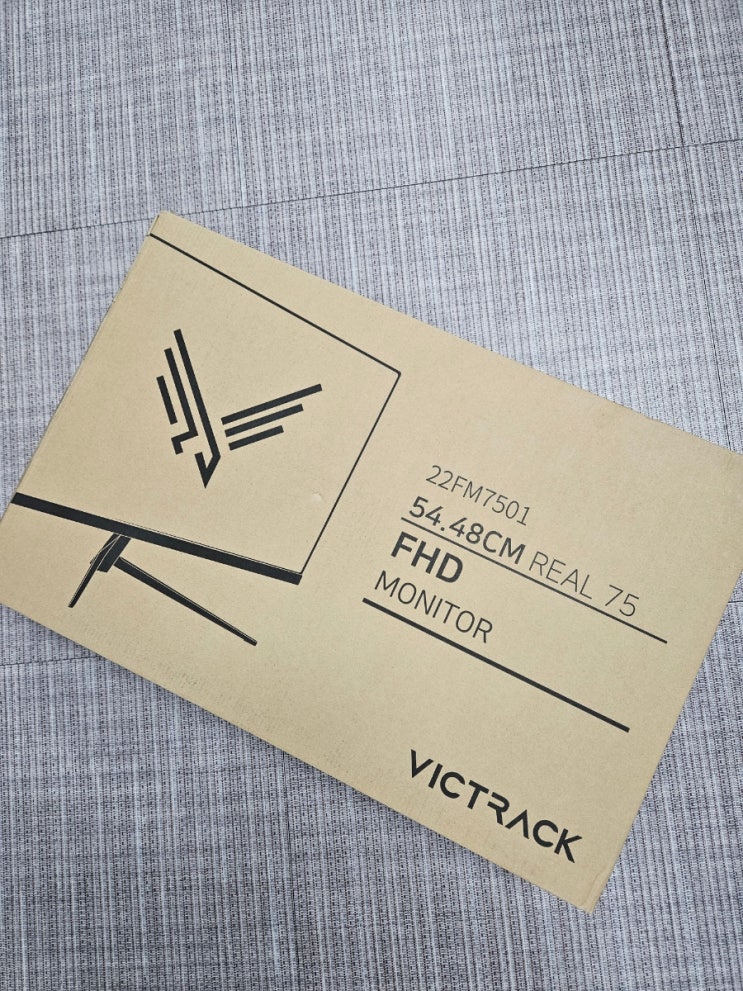 22FM7501
54.48CM REAL 75
FHD
MONITOR
VICTRACK